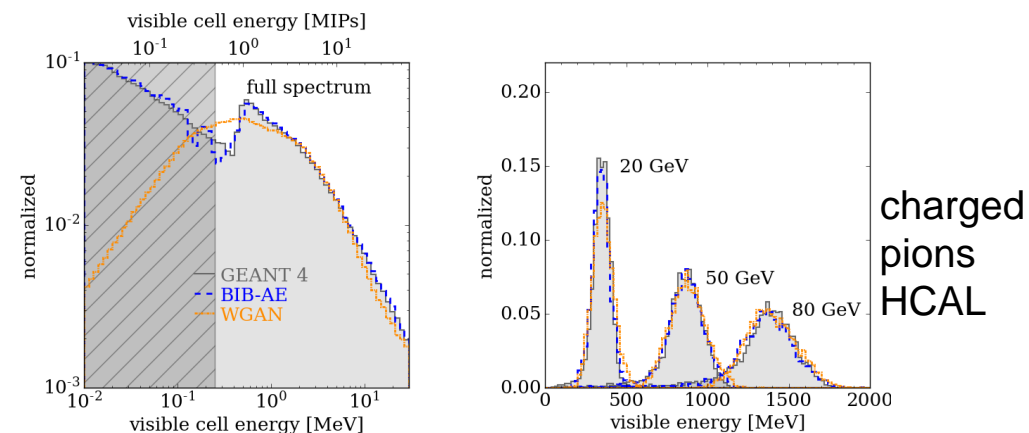 visible cell energy [MIPs]
10^-1 10^0 10^1
10^-1
full spectrum
normalized
10^-2
GEANT 4
BIB-AE
WGAN
10^-3
10^-2 10^-1 10^0 10^1
visible cell energy [MeV]
0.20
0.15
20 GeV
normalized
0.10
50 GeV
80 GeV
0.05
0.00
0 500 1000 1500 2000
visible energy [MeV]
charged
pions
HCAL